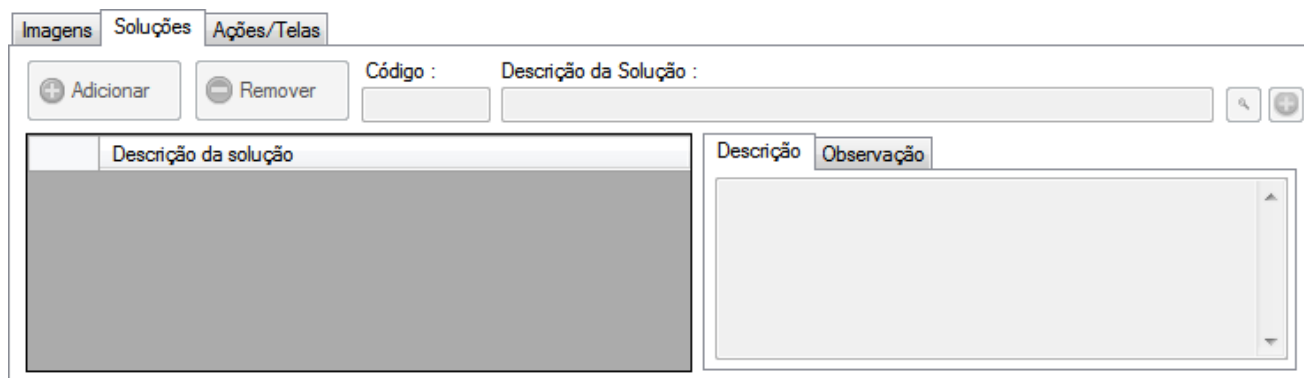 Imagens Soluções Ações/Telas
Adicionar Remover Código : Descrição da Solução :
Descrição da solução
Descrição Observação